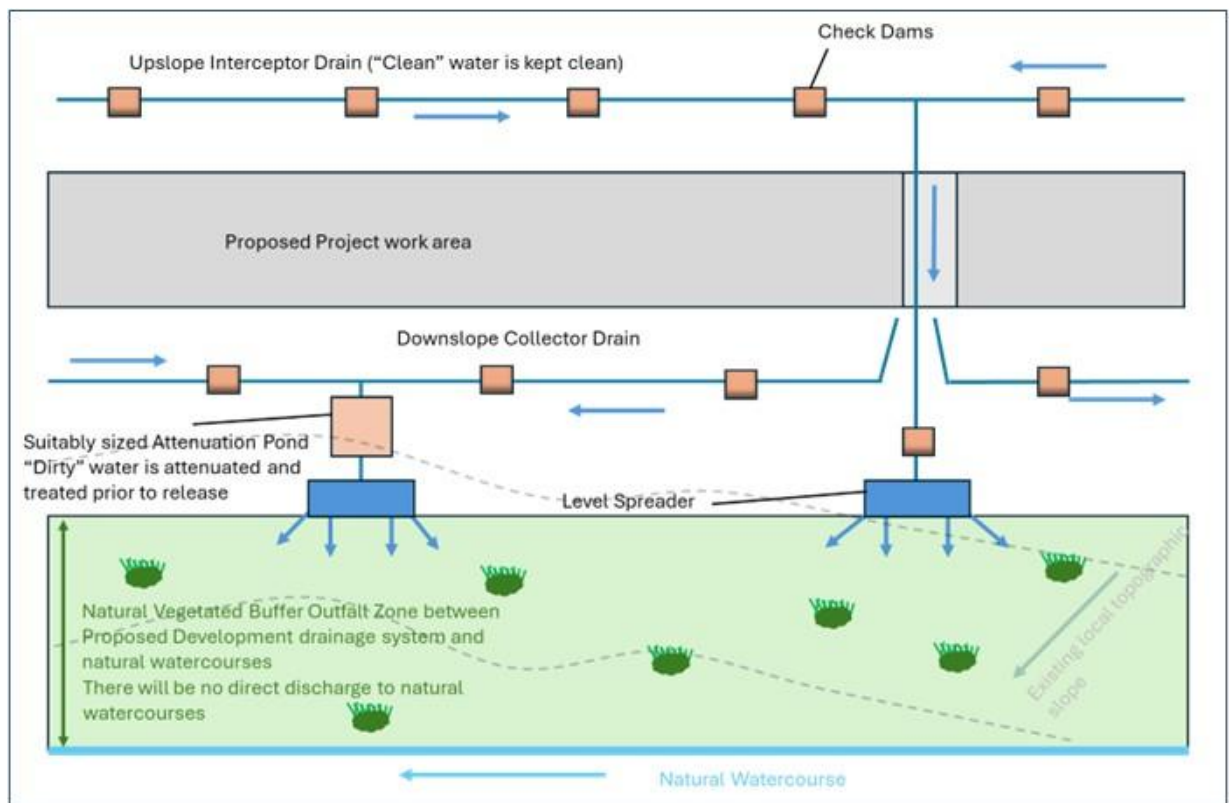 Check Dams
Upslope Interceptor Drain (“Clean” water is kept clean)
Proposed Project work area
Downslope Collector Drain
Suitably sized Attenuation Pond
“Dirty” water is attenuated and
treated prior to release
Level Spreader
Natural Vegetated Buffer Outfalt Zone between
Proposed Development drainage system and
natural watercourses
There will be no direct discharge to natural
watercourses
Existing local topographic
slope
Natural Watercourse